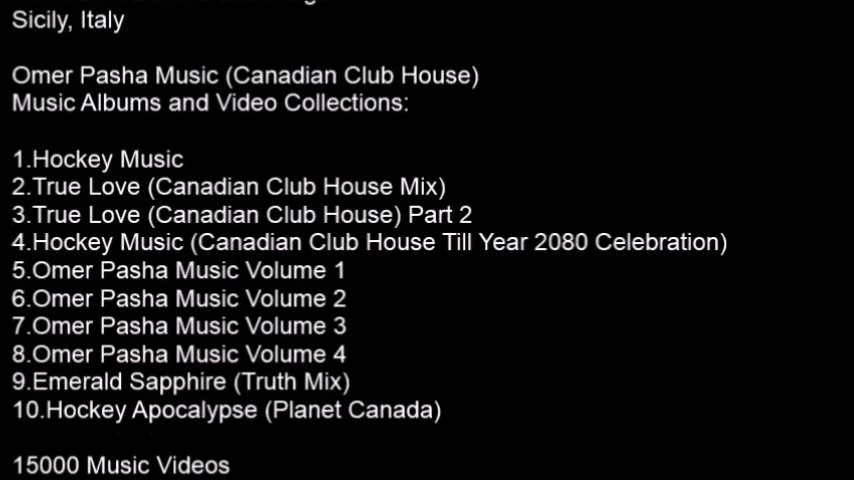 Sicily, Italy
Omer Pasha Music (Canadian Club House)
Music Albums and Video Collections:
1.Hockey Music
2.True Love (Canadian Club House Mix)
3.True Love (Canadian Club House) Part 2
4.Hockey Music (Canadian Club House Till Year 2080 Celebration)
5.Omer Pasha Music Volume 1
6.Omer Pasha Music Volume 2
7.Omer Pasha Music Volume 3
8.Omer Pasha Music Volume 4
9.Emerald Sapphire (Truth Mix)
10.Hockey Apocalypse (Planet Canada)
15000 Music Videos